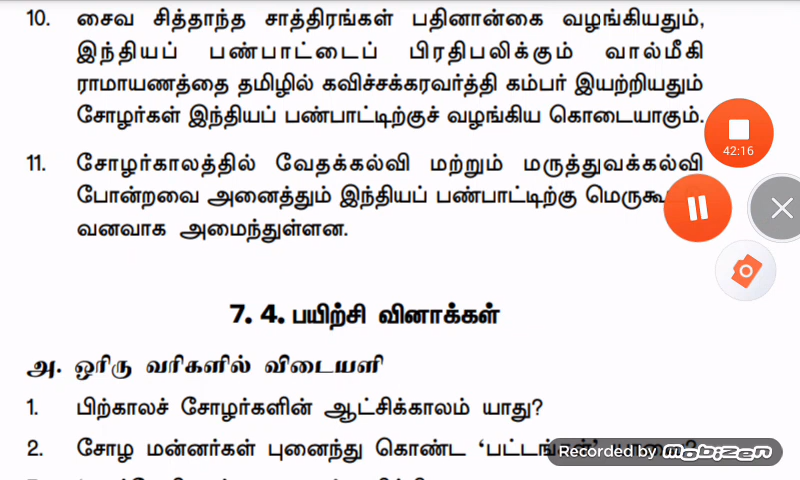 10. சைவ சித்தாந்த சாத்திரங்கள் பதினான்கை வழங்கியதும்,
இந்தியப் பண்பாட்டைப் பிரதிபலிக்கும் வால்மீகி
ராமாயணத்தை தமிழில் கவிச்சக்கரவர்த்தி கம்பர் இயற்றியதும்
சோழர்கள் இந்தியப் பண்பாட்டிற்குச் வழங்கிய கொடையாகும்.
42:16
11. சோழர்காலத்தில் வேதக்கல்வி மற்றும் மருத்துவக்கல்வி
போன்றவை அனைத்தும் இந்தியப் பண்பாட்டிற்கு
வனவாக அமைந்துள்ளன.
7. 4. பயிற்சி வினாக்கள்
அ. ஒரிரு வரிகளில் விடையளி
1. பிற்காலச் சோழர்களின் ஆட்சிக்காலம் யாது?
2. சோழ மன்னர்கள் புனைந்து கொண்ட
Recorded by mobizen